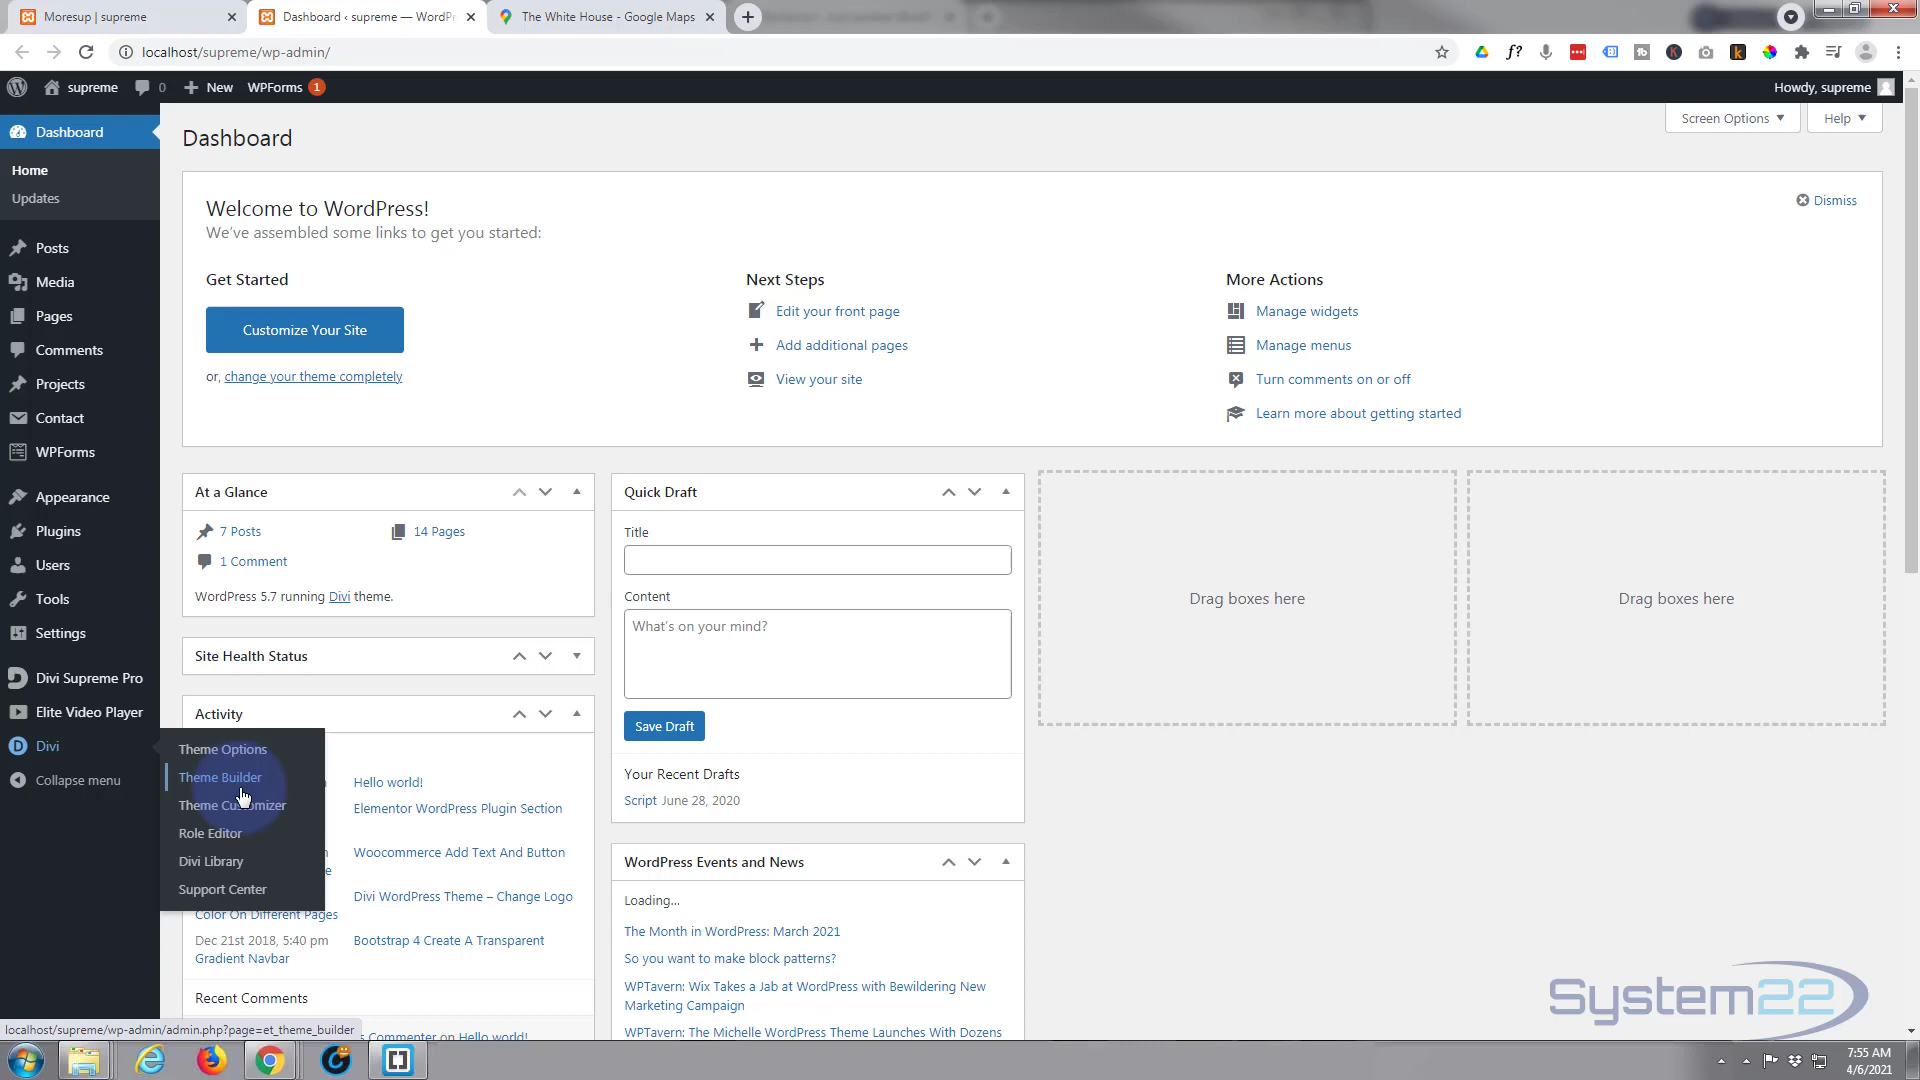 Moresup | supreme
Dashboard ‹ supreme — WordPr
The White House - Google Maps
localhost/supreme/wp-admin/
supreme
0
New
WPForms 1
Howdy, supreme
Dashboard
Home
Updates
Posts
Media
Pages
Comments
Projects
Contact
WPForms
Appearance
Plugins
Users
Tools
Settings
Divi Supreme Pro
Elite Video Player
Divi
Collapse menu
Theme Options
Theme Builder
Theme Customizer
Role Editor
Divi Library
Support Center
Dashboard
Screen Options
Help
Welcome to WordPress!
We've assembled some links to get you started:
Dismiss
Get Started
Customize Your Site
or, change your theme completely
Next Steps
Edit your front page
Add additional pages
View your site
More Actions
Manage widgets
Manage menus
Turn comments on or off
Learn more about getting started
At a Glance
7 Posts
14 Pages
1 Comment
WordPress 5.7 running Divi theme.
Site Health Status
Activity
Hello world!
Elementor WordPress Plugin Section
Woocommerce Add Text And Button
Divi WordPress Theme – Change Logo
Color On Different Pages
Dec 21st 2018, 5:40 pm
Bootstrap 4 Create A Transparent
Gradient Navbar
Recent Comments
Commenter on Hello world!
Quick Draft
Title
Content
What's on your mind?
Save Draft
Your Recent Drafts
Script June 28, 2020
WordPress Events and News
Loading...
The Month in WordPress: March 2021
So you want to make block patterns?
WPTavern: Wix Takes a Jab at WordPress with Bewildering New
Marketing Campaign
WPTavern: The Michelle WordPress Theme Launches With Dozens
Drag boxes here
Drag boxes here
System22
localhost/supreme/wp-admin/admin.php?page=et_theme_builder
7:55 AM
4/6/2021